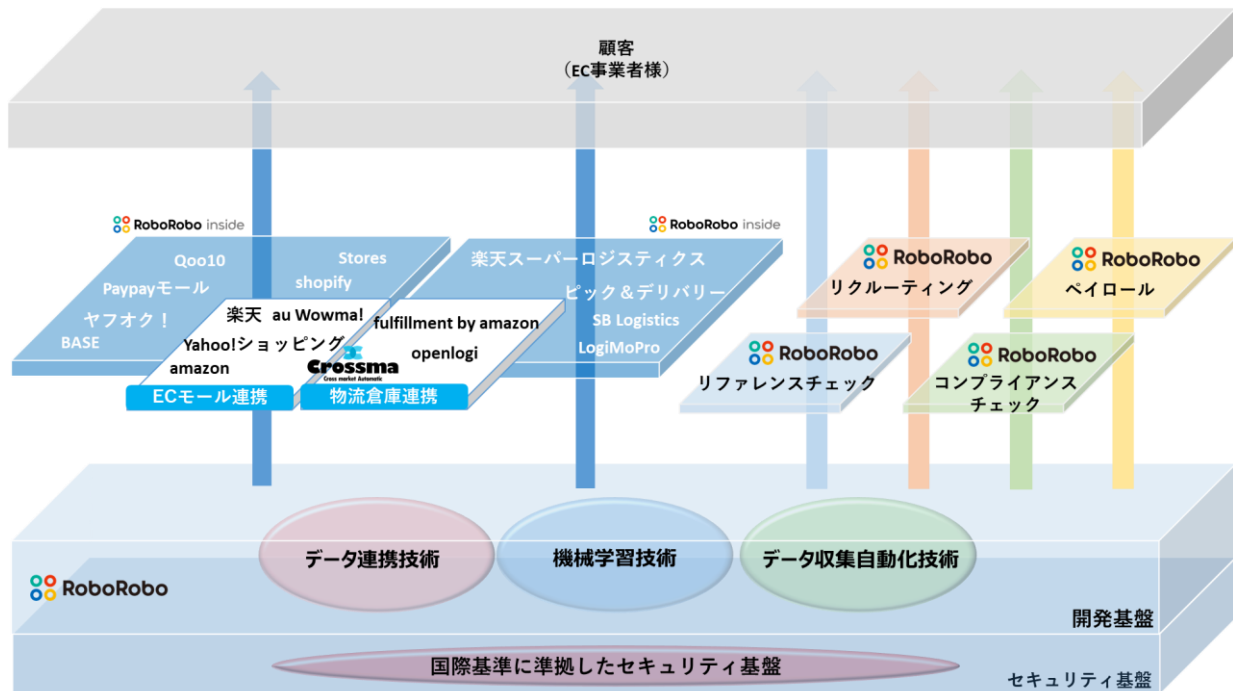 顧客
（EC事業者様）
RoboRobo inside
RoboRobo inside
Qoo10
Stores
Paypayモール
shopify
ヤフオク！
BASE
楽天 au Wowma!
Yahoo!ショッピング
amazon
ECモール連携
楽天スーパーロジスティクス
ピック＆デリバリー
SB Logistics
LogiMoPro
fulfillment by amazon
openlogi
Crossma
Cross market Automatic
物流倉庫連携
RoboRobo
リクルーティング
RoboRobo
ペイロール
RoboRobo
リファレンスチェック
RoboRobo
コンプライアンス
チェック
データ連携技術
機械学習技術
データ収集自動化技術
RoboRobo
開発基盤
国際基準に準拠したセキュリティ基盤
セキュリティ基盤